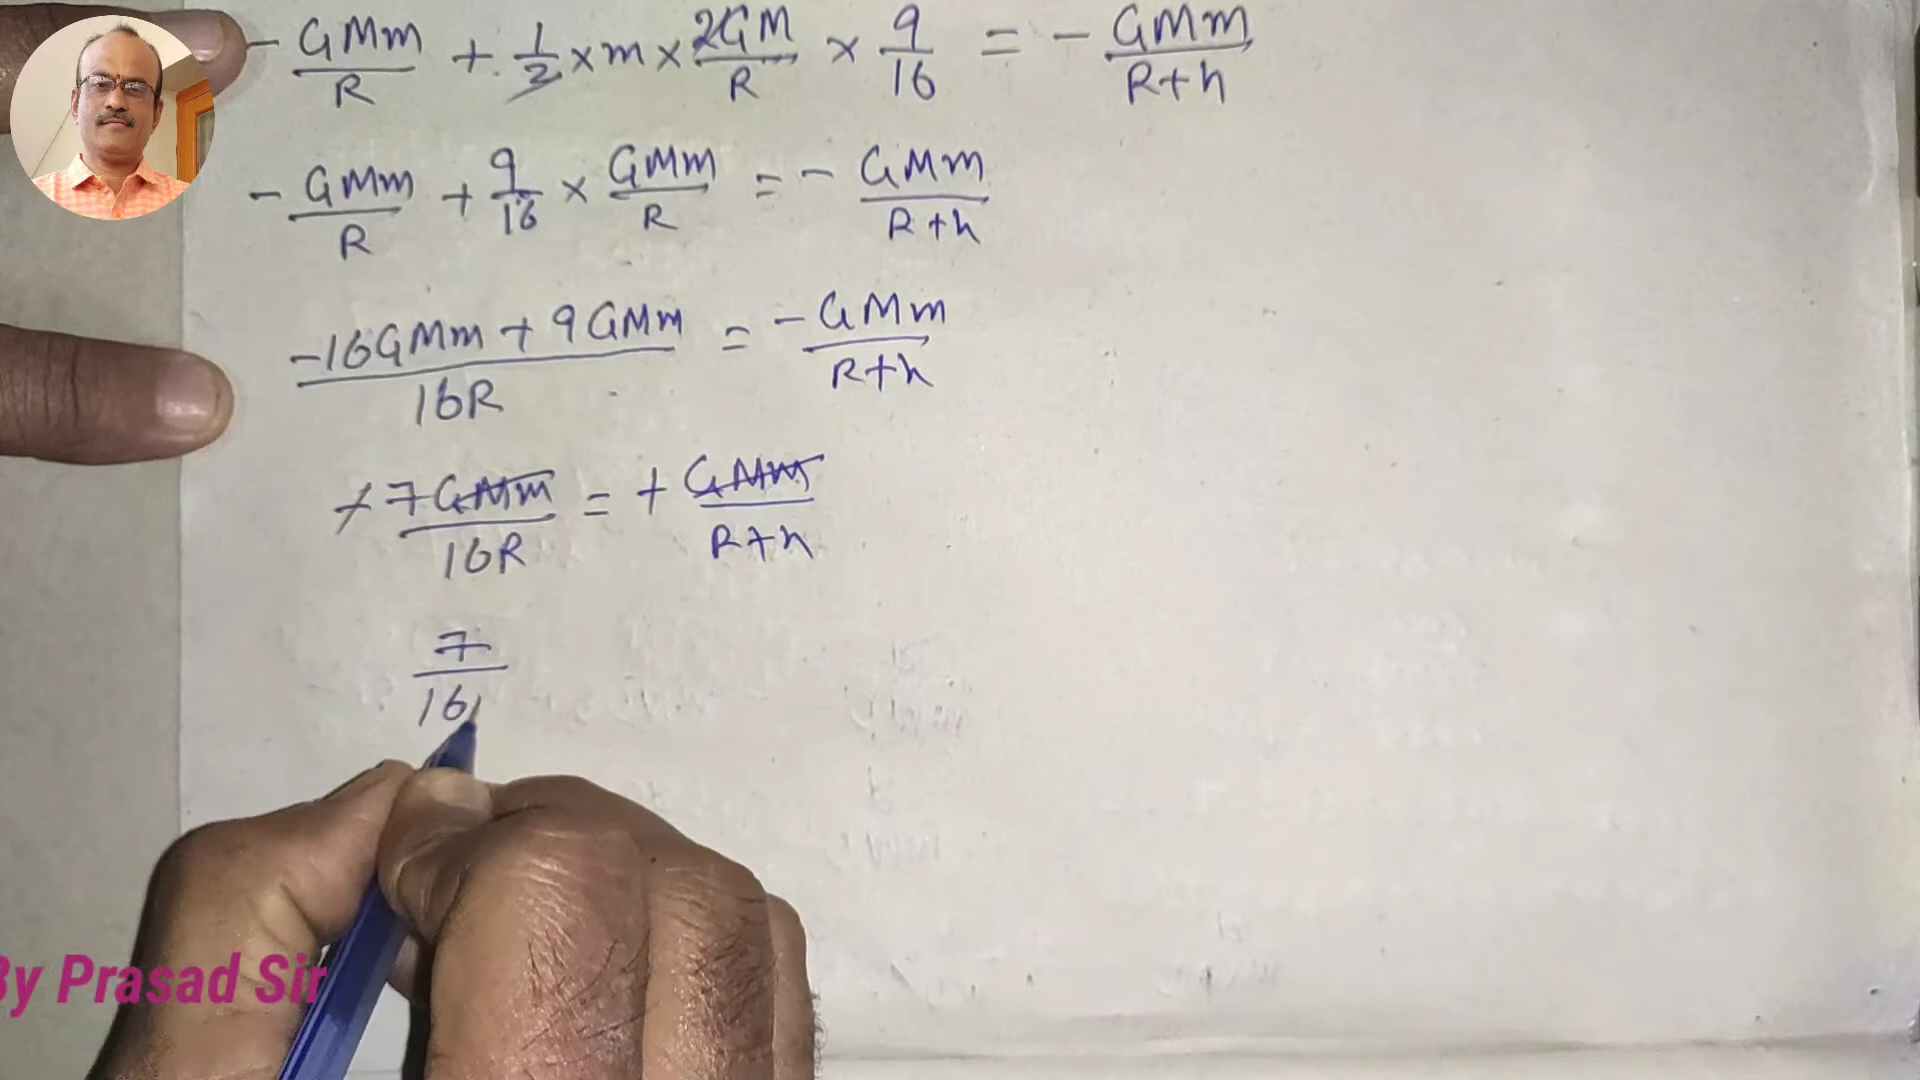 - GMm/R + 1/2 × m × 2GM/R × 9/16 = - GMm/R+h
- GMm/R + 9/16 × GMm/R = - GMm/R+h
-16GMm + 9GMm/16R = - GMm/R+h
+ 7GMm/16R = + GMm/R+h
7/16
By Prasad Sir